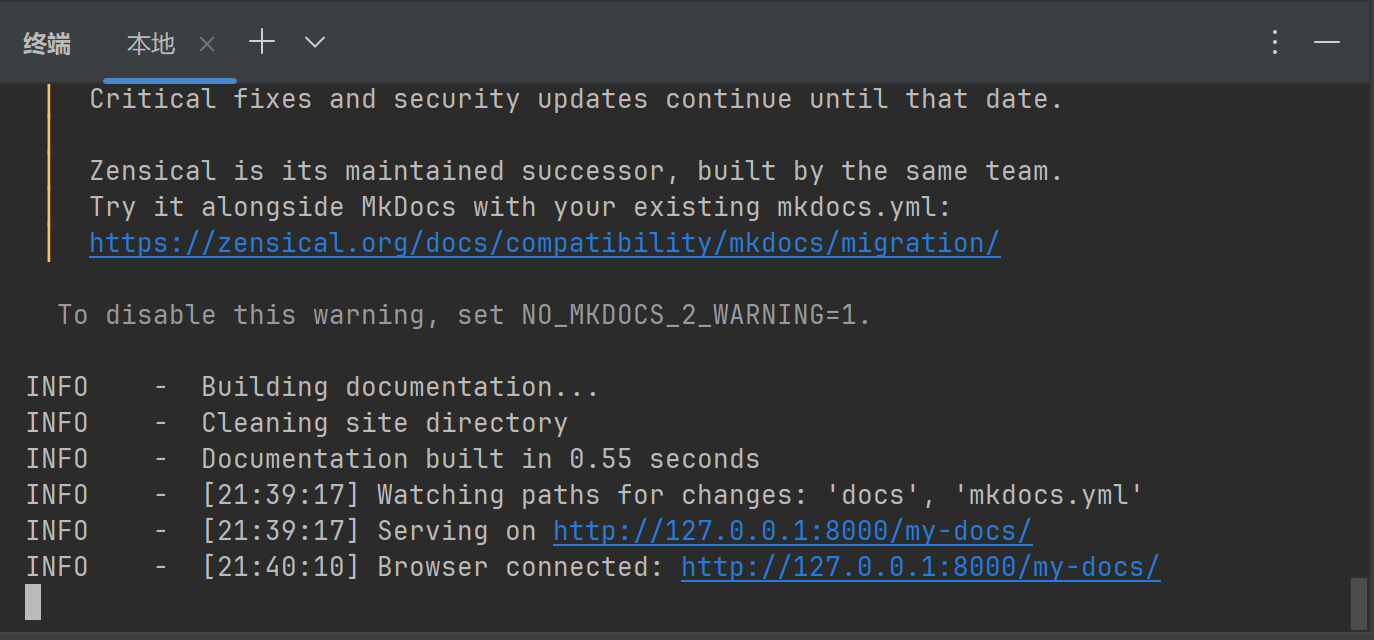 终端 本地
Critical fixes and security updates continue until that date.
Zensical is its maintained successor, built by the same team.
Try it alongside MkDocs with your existing mkdocs.yml:
https://zensical.org/docs/compatibility/mkdocs/migration/
To disable this warning, set NO_MKDOCS_2_WARNING=1.
INFO    -  Building documentation...
INFO    -  Cleaning site directory
INFO    -  Documentation built in 0.55 seconds
INFO    -  [21:39:17] Watching paths for changes: 'docs', 'mkdocs.yml'
INFO    -  [21:39:17] Serving on http://127.0.0.1:8000/my-docs/
INFO    -  [21:40:10] Browser connected: http://127.0.0.1:8000/my-docs/